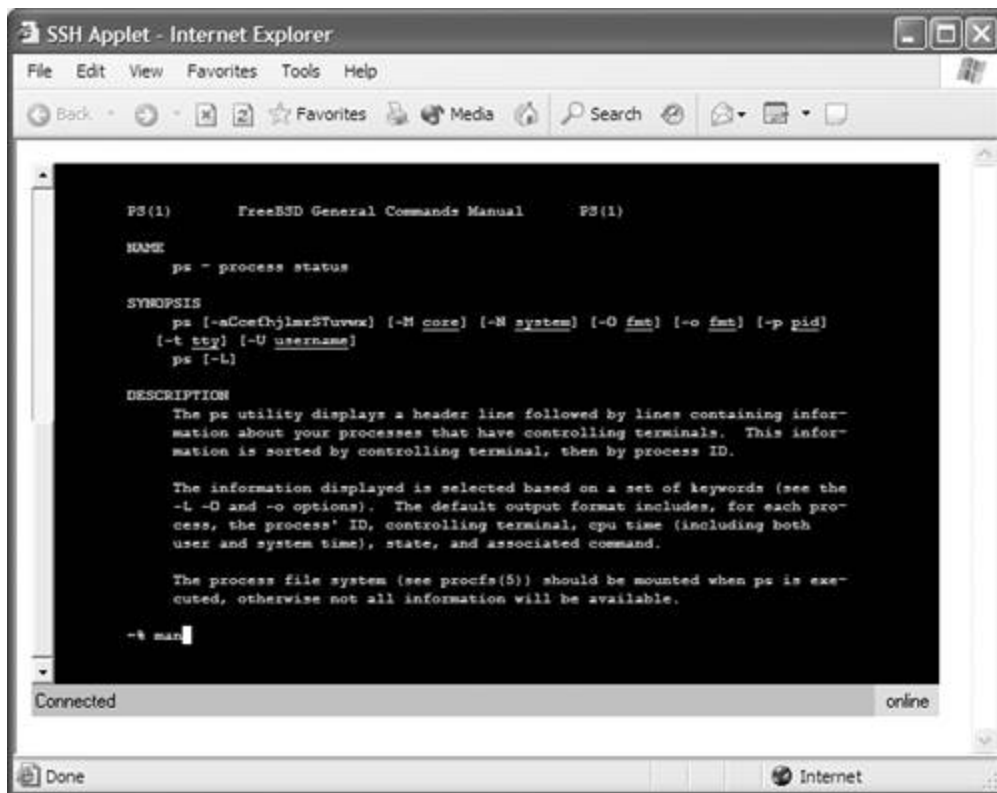 SSH Applet - Internet Explorer
File Edit View Favorites Tools Help
Back Favorites Media Search
PS(1) FreeBSD General Commands Manual PS(1)
NAME
ps - process status
SYNOPSIS
ps [-aCcefhjlmrSTuvwx] [-M core] [-N system] [-O fmt] [-o fmt] [-p pid]
[-t tty] [-U username]
ps [-L]
DESCRIPTION
The ps utility displays a header line followed by lines containing infor-
mation about your processes that have controlling terminals. This infor-
mation is sorted by controlling terminal, then by process ID.
The information displayed is selected based on a set of keywords (see the
-L -O and -o options). The default output format includes, for each pro-
cess, the process' ID, controlling terminal, cpu time (including both
user and system time), state, and associated command.
The process file system (see procfs(5)) should be mounted when ps is exe-
cuted, otherwise not all information will be available.
~% man
Connected online
Done Internet